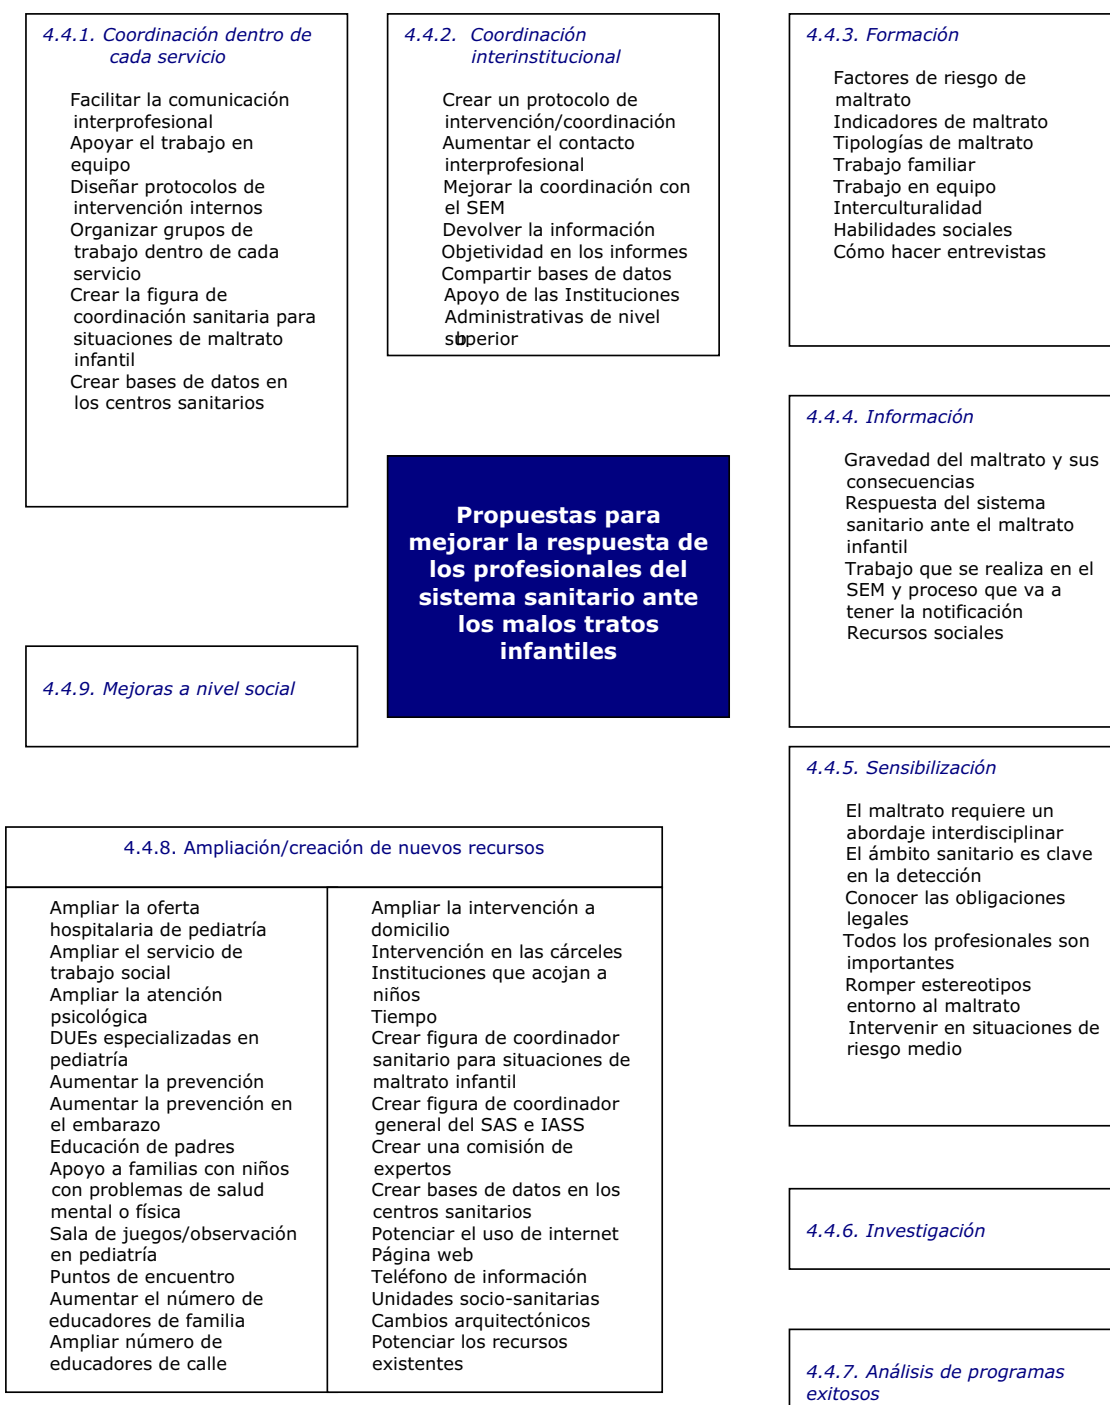 4.4.1. Coordinación dentro de
cada servicio
Facilitar la comunicación
interprofesional
Apoyar el trabajo en
equipo
Diseñar protocolos de
intervención internos
Organizar grupos de
trabajo dentro de cada
servicio
Crear la figura de
coordinación sanitaria para
situaciones de maltrato
infantil
Crear bases de datos en
los centros sanitarios
4.4.2. Coordinación
interinstitucional
Crear un protocolo de
intervención/coordinación
Aumentar el contacto
interprofesional
Mejorar la coordinación con
el SEM
Devolver la información
Objetividad en los informes
Compartir bases de datos
Apoyo de las Instituciones
Administrativas de nivel
superior
4.4.3. Formación
Factores de riesgo de
maltrato
Indicadores de maltrato
Tipologías de maltrato
Trabajo familiar
Trabajo en equipo
Interculturalidad
Habilidades sociales
Cómo hacer entrevistas
4.4.4. Información
Gravedad del maltrato y sus
consecuencias
Respuesta del sistema
sanitario ante el maltrato
infantil
Trabajo que se realiza en el
SEM y proceso que va a
tener la notificación
Recursos sociales
Propuestas para
mejorar la respuesta de
los profesionales del
sistema sanitario ante
los malos tratos
infantiles
4.4.9. Mejoras a nivel social
4.4.5. Sensibilización
El maltrato requiere un
abordaje interdisciplinar
El ámbito sanitario es clave
en la detección
Conocer las obligaciones
legales
Todos los profesionales son
importantes
Romper estereotipos
entorno al maltrato
Intervenir en situaciones de
riesgo medio
4.4.8. Ampliación/creación de nuevos recursos
Ampliar la oferta
hospitalaria de pediatría
Ampliar el servicio de
trabajo social
Ampliar la atención
psicológica
DUEs especializadas en
pediatría
Aumentar la prevención
Aumentar la prevención en
el embarazo
Educación de padres
Apoyo a familias con niños
con problemas de salud
mental o física
Sala de juegos/observación
en pediatría
Puntos de encuentro
Aumentar el número de
educadores de familia
Ampliar número de
educadores de calle
Ampliar la intervención a
domicilio
Intervención en las cárceles
Instituciones que acojan a
niños
Tiempo
Crear figura de coordinador
sanitario para situaciones de
maltrato infantil
Crear figura de coordinador
general del SAS e IASS
Crear una comisión de
expertos
Crear bases de datos en los
centros sanitarios
Potenciar el uso de internet
Página web
Teléfono de información
Unidades socio-sanitarias
Cambios arquitectónicos
Potenciar los recursos
existentes
4.4.6. Investigación
4.4.7. Análisis de programas
exitosos